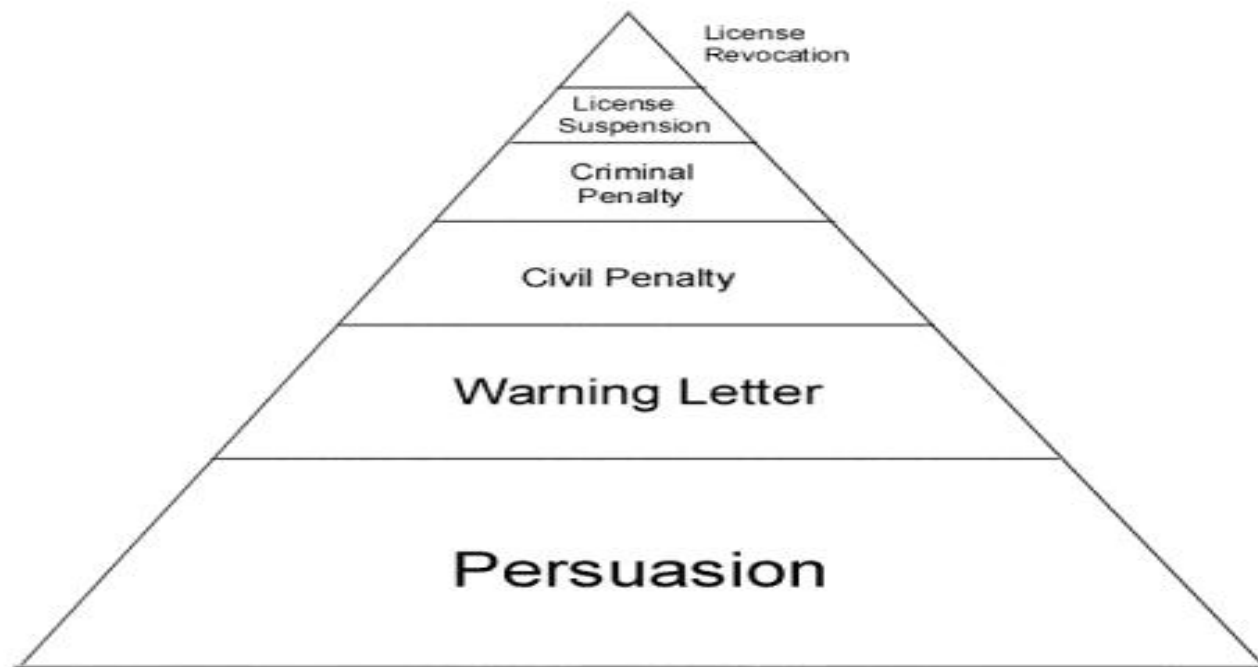 License
Revocation
License
Suspension
Criminal
Penalty
Civil Penalty
Warning Letter
Persuasion